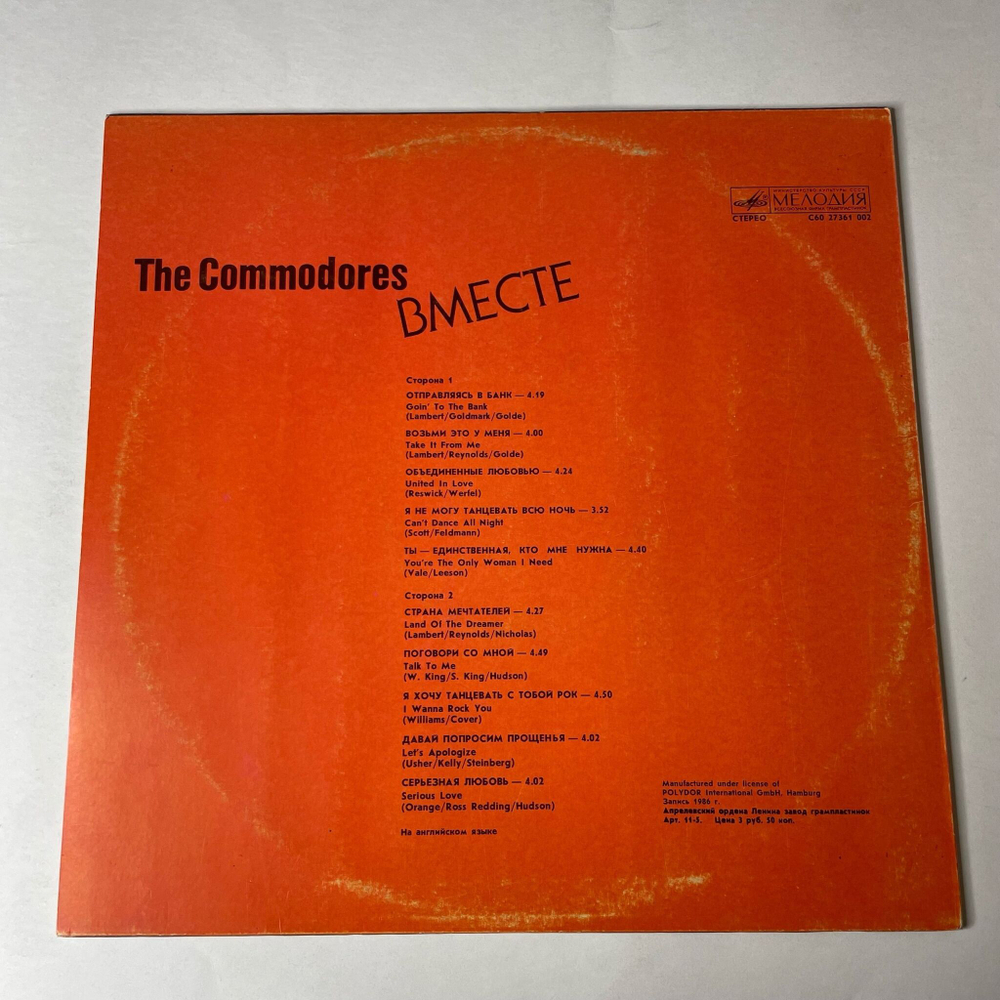 МИНИСТЕРСТВО КУЛЬТУРЫ СССР
МЕЛОДИЯ
ВСЕСОЮЗНАЯ ФИРМА ГРАМПЛАСТИНОК
СТЕРЕО С60 27361 002
The Commodores
ВМЕСТЕ
Сторона 1
ОТПРАВЛЯЯСЬ В БАНК — 4.19
Goin' To The Bank
(Lambert/Goldmark/Golde)
ВОЗЬМИ ЭТО У МЕНЯ — 4.00
Take It From Me
(Lambert/Reynolds/Golde)
ОБЪЕДИНЕННЫЕ ЛЮБОВЬЮ — 4.24
United In Love
(Reswick/Werfel)
Я НЕ МОГУ ТАНЦЕВАТЬ ВСЮ НОЧЬ — 3.52
Can't Dance All Night
(Scott/Feldmann)
ТЫ — ЕДИНСТВЕННАЯ, КТО МНЕ НУЖНА — 4.40
You're The Only Woman I Need
(Vale/Leeson)
Сторона 2
СТРАНА МЕЧТАТЕЛЕЙ — 4.27
Land Of The Dreamer
(Lambert/Reynolds/Nicholas)
ПОГОВОРИ СО МНОЙ — 4.49
Talk To Me
(W. King/S. King/Hudson)
Я ХОЧУ ТАНЦЕВАТЬ С ТОБОЙ РОК — 4.50
I Wanna Rock You
(Williams/Cover)
ДАВАЙ ПОПРОСИМ ПРОЩЕНЬЯ — 4.02
Let's Apologize
(Usher/Kelly/Steinberg)
СЕРЬЕЗНАЯ ЛЮБОВЬ — 4.02
Serious Love
(Orange/Ross Redding/Hudson)
На английском языке
Manufactured under license of
POLYDOR International GmbH, Hamburg
Запись 1986 г.
Апрелевский ордена Ленина завод грампластинок
Арт. 11-5. Цена 3 руб. 50 коп.